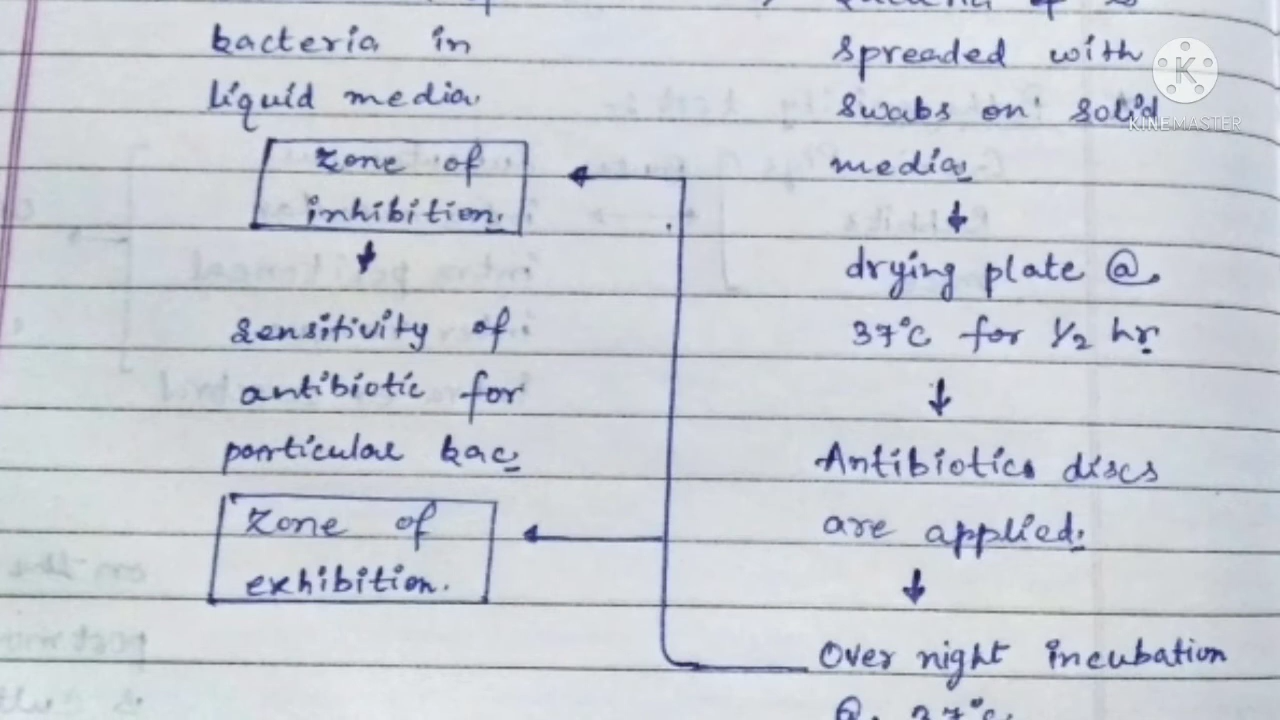 bacteria in
liquid media
Zone of
inhibition.
sensitivity of
antibiotic for
particular bac
Zone of
exhibition.
spreaded with
swabs on solid
media
drying plate @
37°C for 1/2 hr
Antibiotics discs
are applied.
Over night incubation
@ 37°C
KINEMASTER